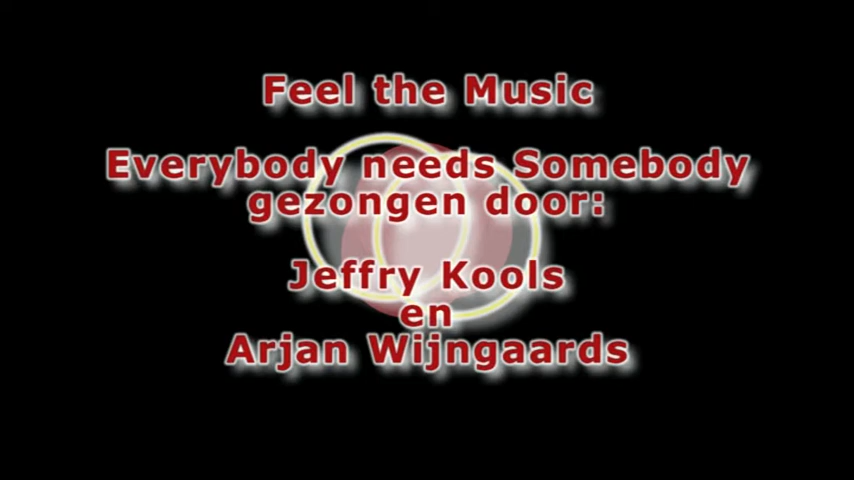 Feel the Music
Everybody needs Somebody
gezongen door:
Jeffry Kools
en
Arjan Wijngaards